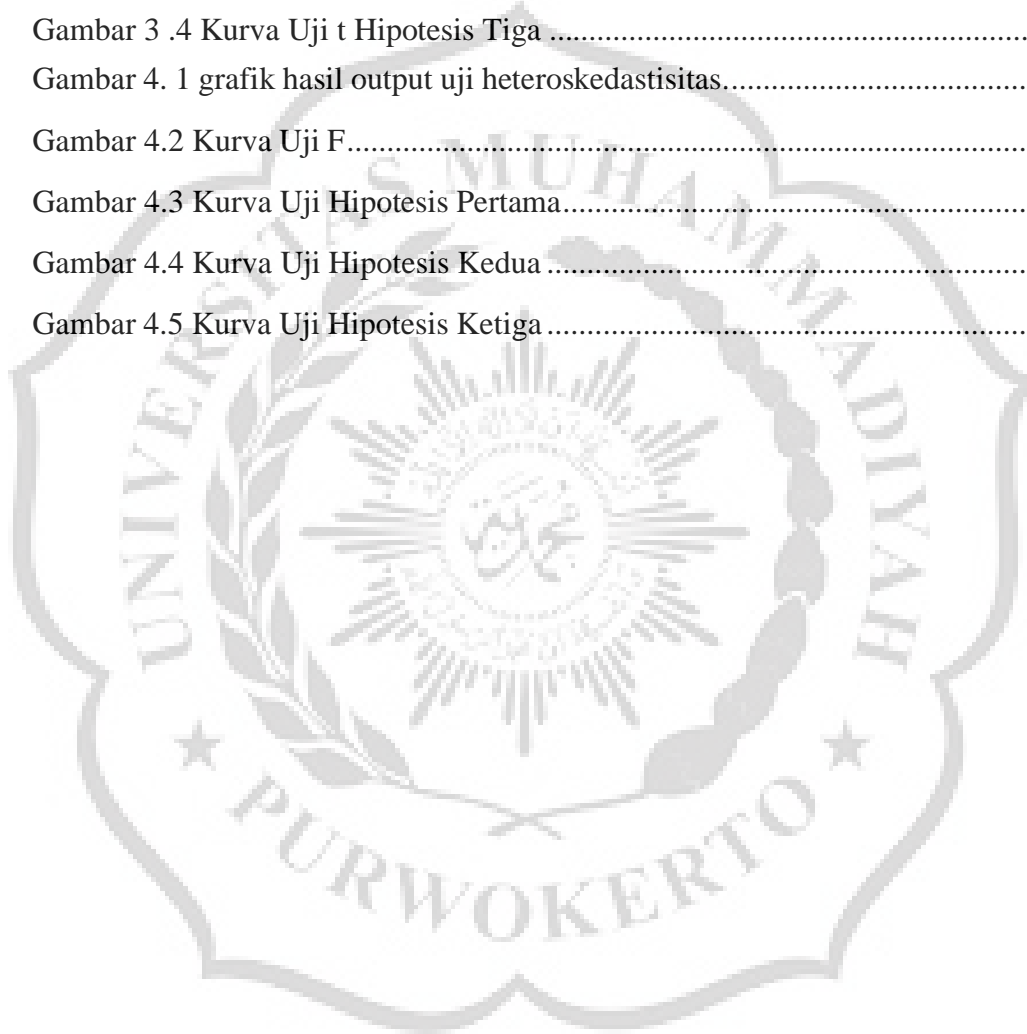 Gambar 3 .4 Kurva Uji t Hipotesis Tiga ............................................................
Gambar 4. 1 grafik hasil output uji heteroskedastisitas......................................
Gambar 4.2 Kurva Uji F.....................................................................................
Gambar 4.3 Kurva Uji Hipotesis Pertama..........................................................
Gambar 4.4 Kurva Uji Hipotesis Kedua ............................................................
Gambar 4.5 Kurva Uji Hipotesis Ketiga ............................................................
UNIVERSITAS MUHAMMADIYAH
PURWOKERTO